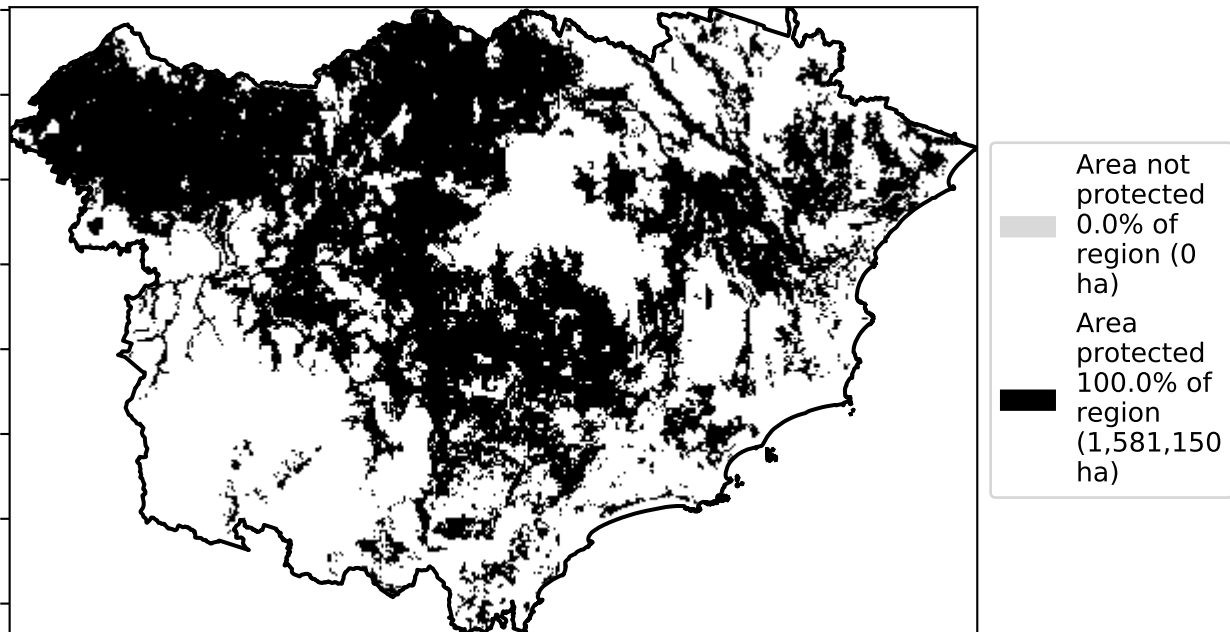 Area not
protected
0.0% of
region (0
ha)
Area
protected
100.0% of
region
(1,581,150
ha)